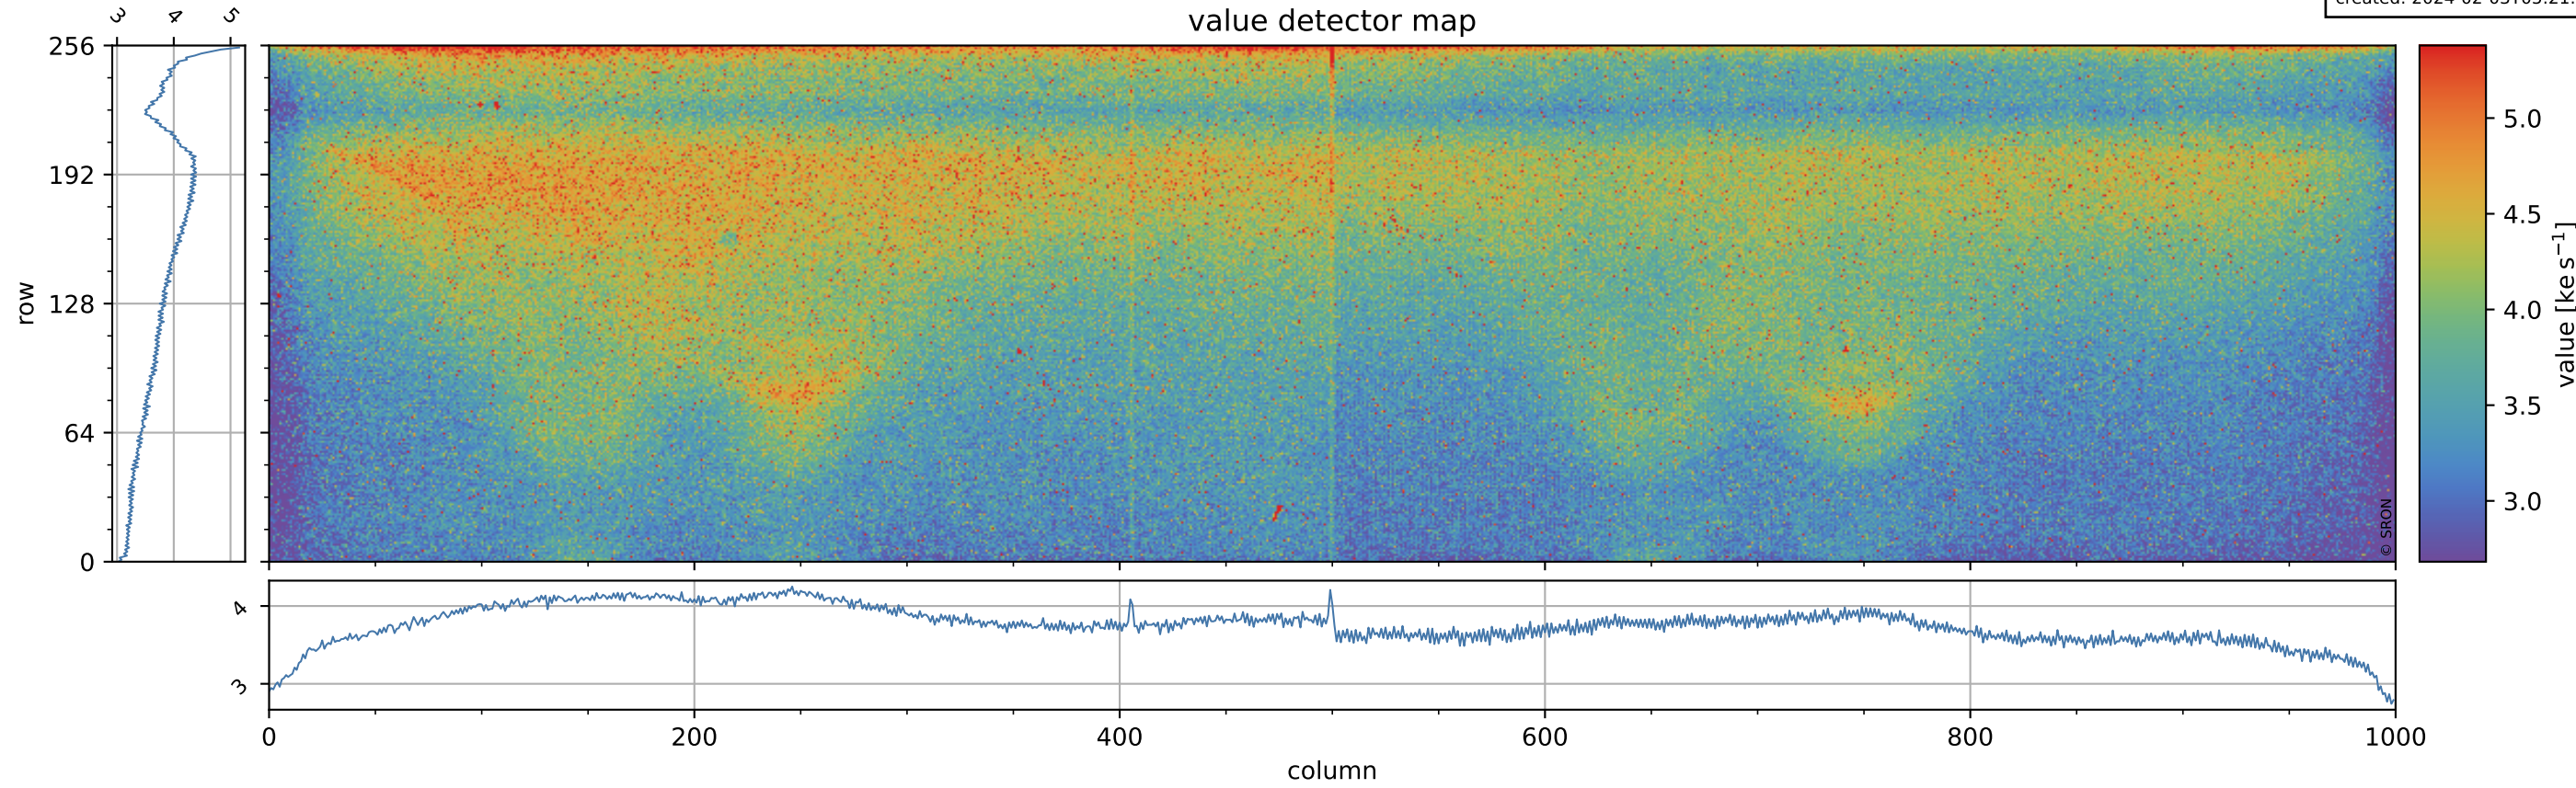 value detector map
3 4 5
256
192
128
64
0
row
5.0
4.5
4.0
3.5
3.0
value [ke s⁻¹]
© SRON
4
3
0 200 400 600 800 1000
column